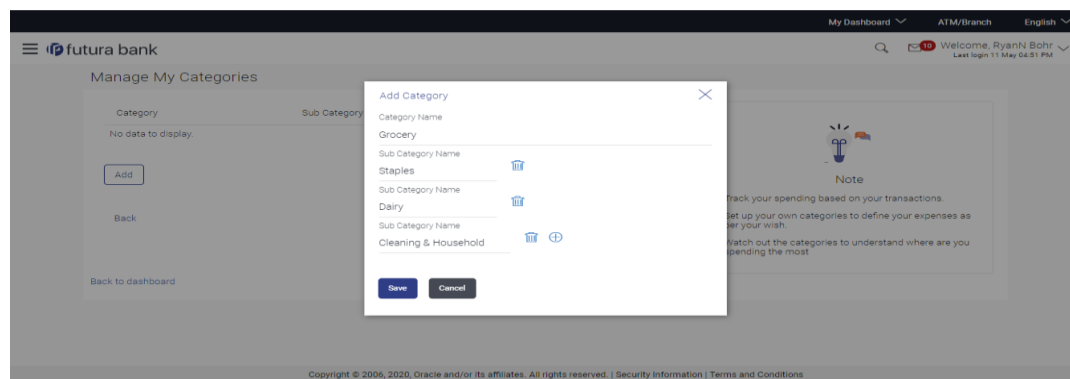 My Dashboard ATM/Branch English
futura bank
10 Welcome, RyanN Bohr
Last login 11 May 04:51 PM
Manage My Categories
Category Sub Category
No data to display.
Add
Back
Back to dashboard
Add Category
Category Name
Grocery
Sub Category Name
Staples
Sub Category Name
Dairy
Sub Category Name
Cleaning & Household
Save Cancel
Note
Track your spending based on your transactions.
Set up your own categories to define your expenses as
per your wish.
Watch out the categories to understand where are you
spending the most
Copyright © 2006, 2020, Oracle and/or its affiliates. All rights reserved. | Security Information | Terms and Conditions